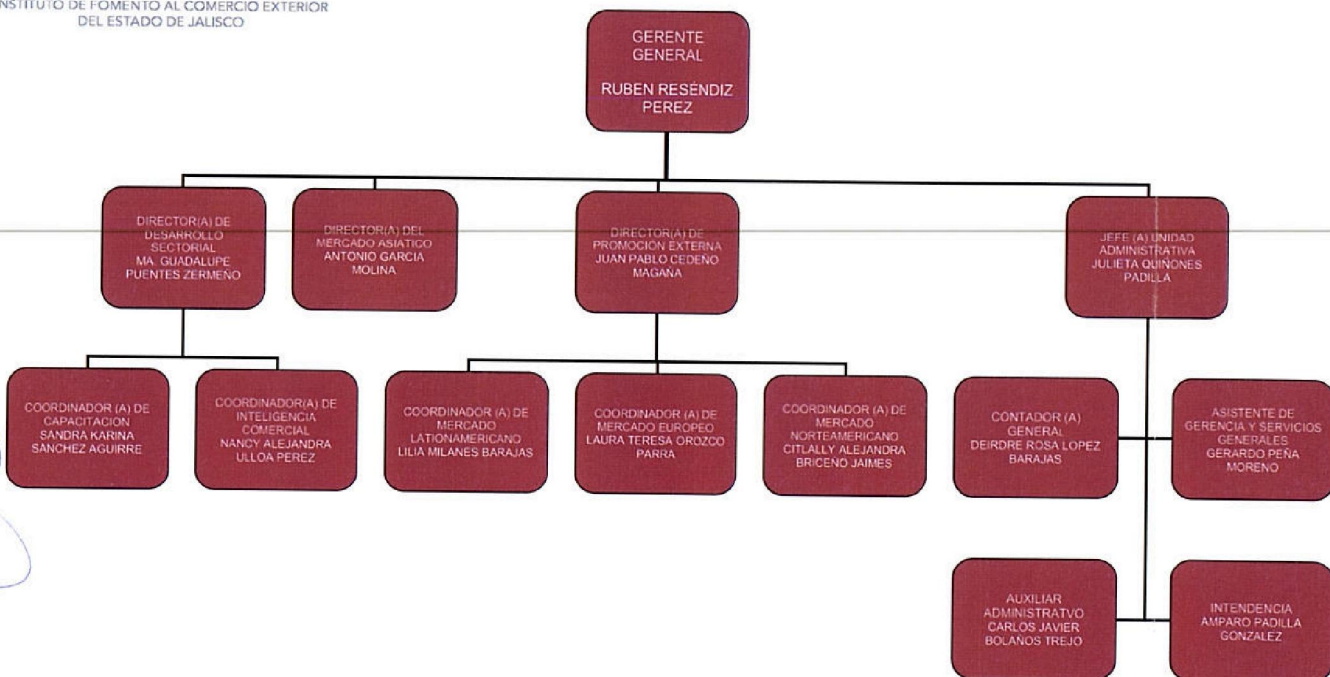 INSTITUTO DE FOMENTO AL COMERCIO EXTERIOR
DEL ESTADO DE JALISCO
GERENTE
GENERAL
RUBEN RESÉNDIZ
PEREZ
DIRECTOR(A) DE
DESARROLLO
SECTORIAL
MA. GUADALUPE
PUENTES ZERMEÑO
DIRECTOR(A) DEL
MERCADO ASIATICO
ANTONIO GARCIA
MOLINA
DIRECTOR(A) DE
PROMOCION EXTERNA
JUAN PABLO CEDEÑO
MAGAÑA
JEFE (A) UNIDAD
ADMINISTRATIVA
JULIETA QUIÑONES
PADILLA
COORDINADOR (A) DE
CAPACITACION
SANDRA KARINA
SANCHEZ AGUIRRE
COORDINADOR(A) DE
INTELIGENCIA
COMERCIAL
NANCY ALEJANDRA
ULLOA PEREZ
COORDINADOR (A) DE
MERCADO
LATIONAMERICANO
LILIA MILANES BARAJAS
COORDINADOR (A) DE
MERCADO EUROPEO
LAURA TERESA OROZCO
PARRA
COORDINADOR (A) DE
MERCADO
NORTEAMERICANO
CITLALLY ALEJANDRA
BRICEÑO JAIMES
CONTADOR (A)
GENERAL
DEIRDRE ROSA LOPEZ
BARAJAS
ASISTENTE DE
GERENCIA Y SERVICIOS
GENERALES
GERARDO PEÑA
MORENO
AUXILIAR
ADMINISTRATVO
CARLOS JAVIER
BOLAÑOS TREJO
INTENDENCIA
AMPARO PADILLA
GONZALEZ